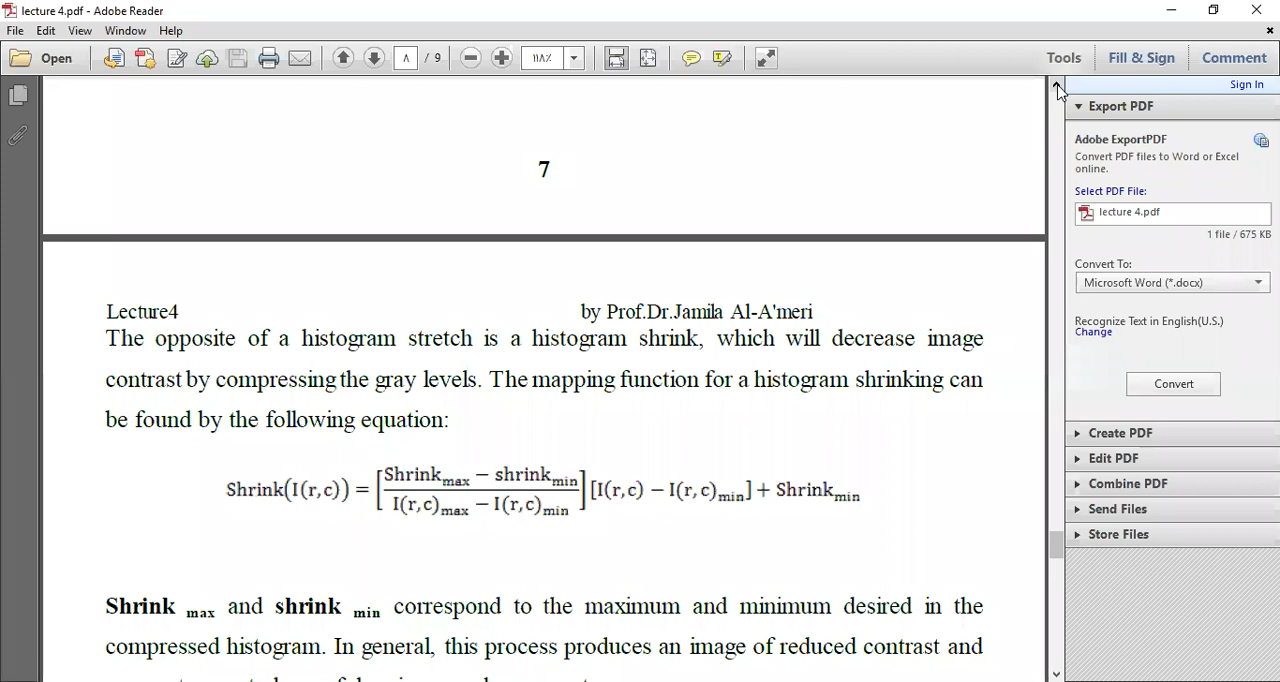 lecture 4.pdf - Adobe Reader
File Edit View Window Help
Open ٨ / 9 ١١٨٪ Tools Fill & Sign Comment
Sign In
Export PDF
Adobe ExportPDF
Convert PDF files to Word or Excel
online.
Select PDF File:
lecture 4.pdf
1 file / 675 KB
Convert To:
Microsoft Word (*.docx)
Recognize Text in English(U.S.)
Change
Convert
Create PDF
Edit PDF
Combine PDF
Send Files
Store Files
7
Lecture4 by Prof.Dr.Jamila Al-A'meri
The opposite of a histogram stretch is a histogram shrink, which will decrease image
contrast by compressing the gray levels. The mapping function for a histogram shrinking can
be found by the following equation:
Shrink(I(r,c)) = [Shrink_max − shrink_min / I(r,c)_max − I(r,c)_min] [I(r,c) − I(r,c)_min] + Shrink_min
Shrink max and shrink min correspond to the maximum and minimum desired in the
compressed histogram. In general, this process produces an image of reduced contrast and